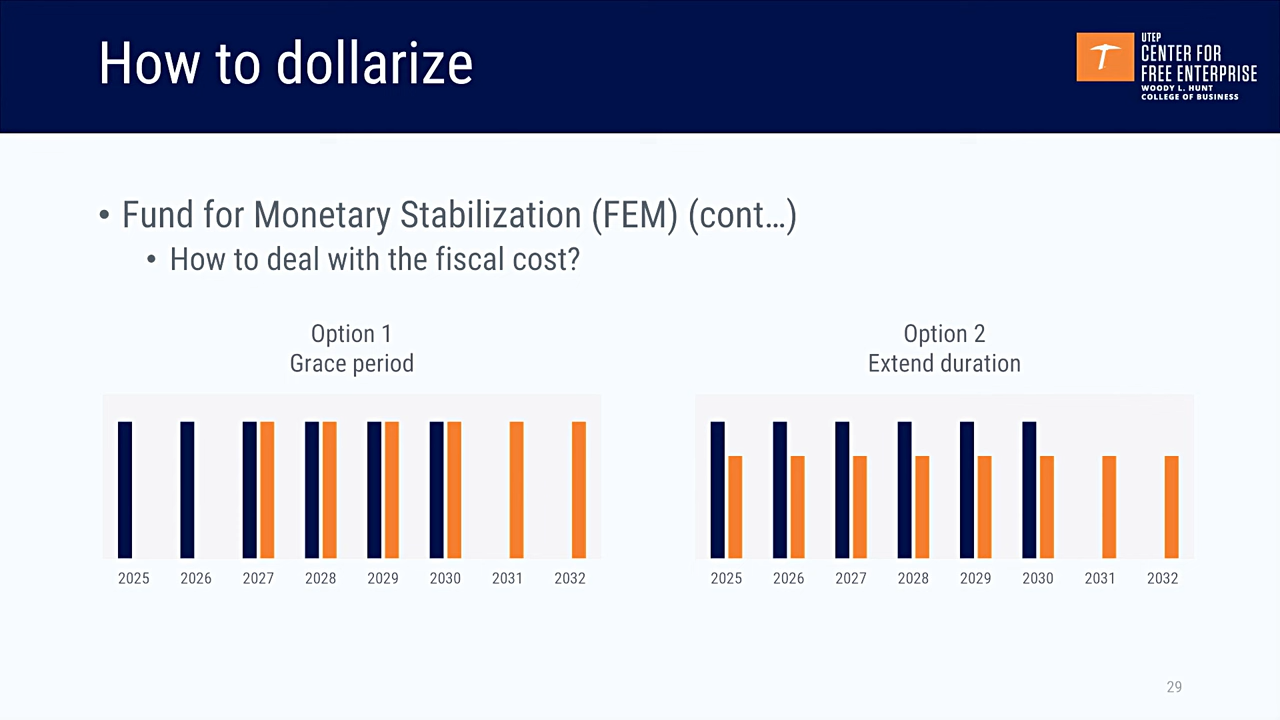 How to dollarize
UTEP
CENTER FOR
FREE ENTERPRISE
WOODY L. HUNT
COLLEGE OF BUSINESS
• Fund for Monetary Stabilization (FEM) (cont…)
• How to deal with the fiscal cost?
Option 1
Grace period
2025 2026 2027 2028 2029 2030 2031 2032
Option 2
Extend duration
2025 2026 2027 2028 2029 2030 2031 2032
29